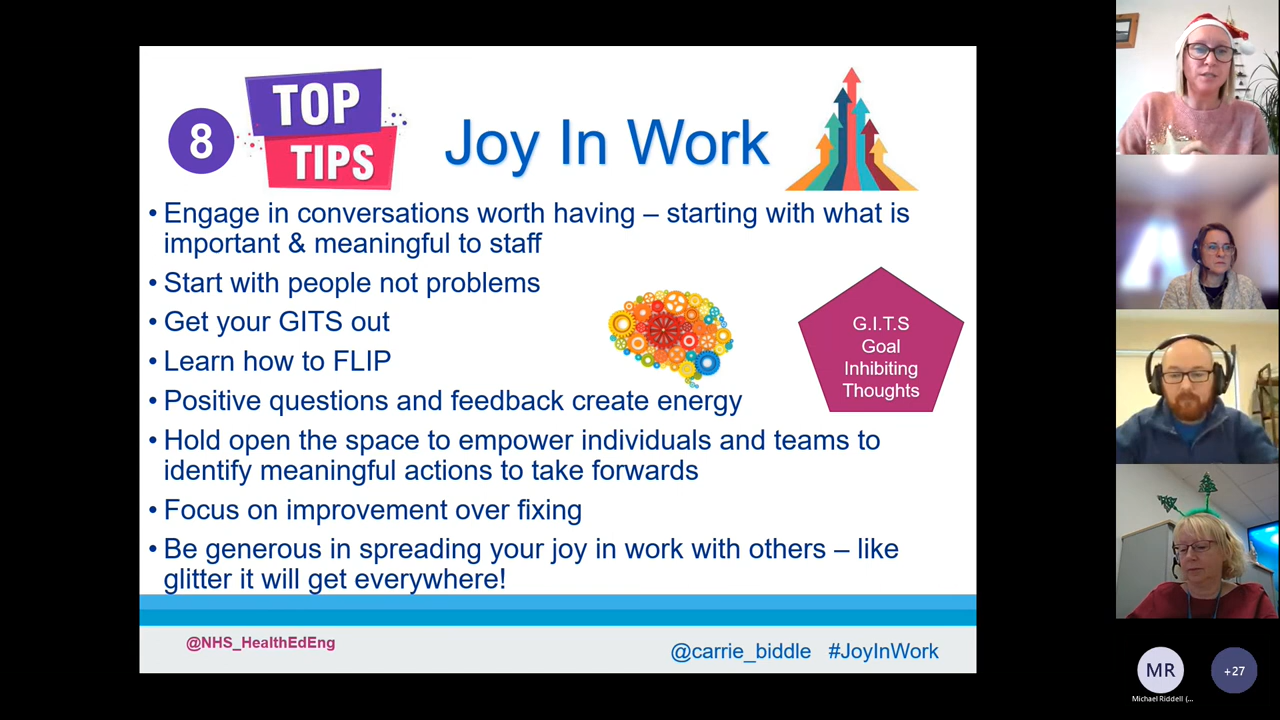 8
TOP
TIPS
Joy In Work
• Engage in conversations worth having – starting with what is
important & meaningful to staff
• Start with people not problems
• Get your GITS out
• Learn how to FLIP
• Positive questions and feedback create energy
• Hold open the space to empower individuals and teams to
identify meaningful actions to take forwards
• Focus on improvement over fixing
• Be generous in spreading your joy in work with others – like
glitter it will get everywhere!
G.I.T.S
Goal
Inhibiting
Thoughts
@NHS_HealthEdEng
@carrie_biddle #JoyInWork
MR
+27
Michael Riddell (...